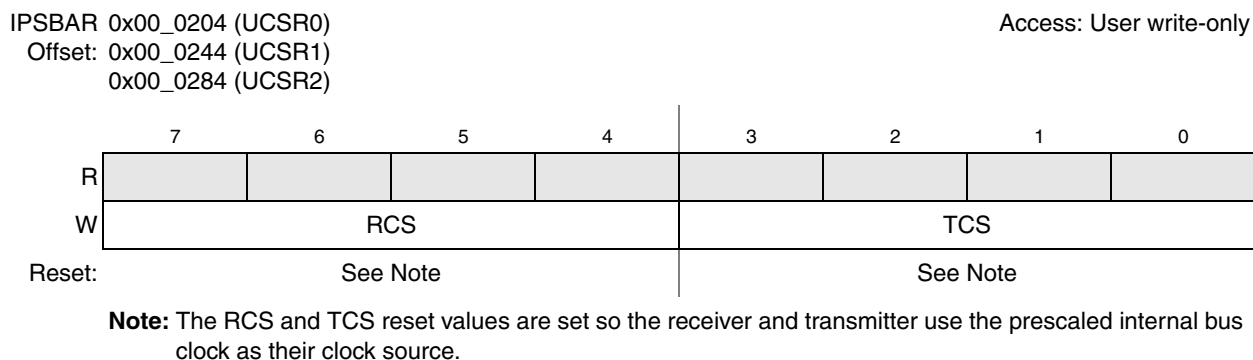 IPSBAR 0x00_0204 (UCSR0) Access: User write-only
Offset: 0x00_0244 (UCSR1)
0x00_0284 (UCSR2)
7 6 5 4 3 2 1 0
R
W RCS TCS
Reset: See Note See Note
Note: The RCS and TCS reset values are set so the receiver and transmitter use the prescaled internal bus
clock as their clock source.